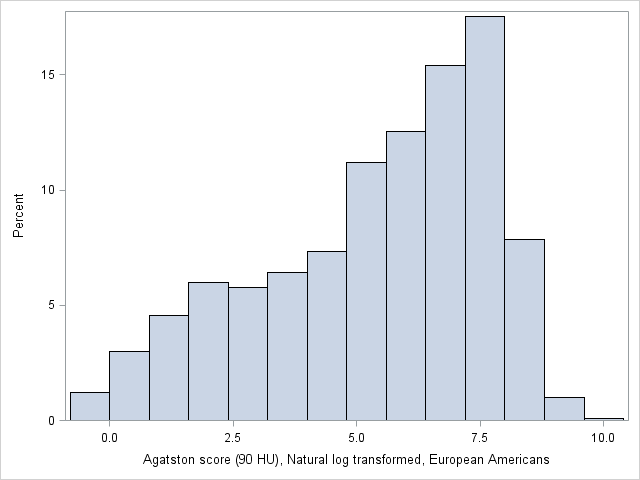 15
10
5
0
Percent
0.0 2.5 5.0 7.5 10.0
Agatston score (90 HU), Natural log transformed, European Americans